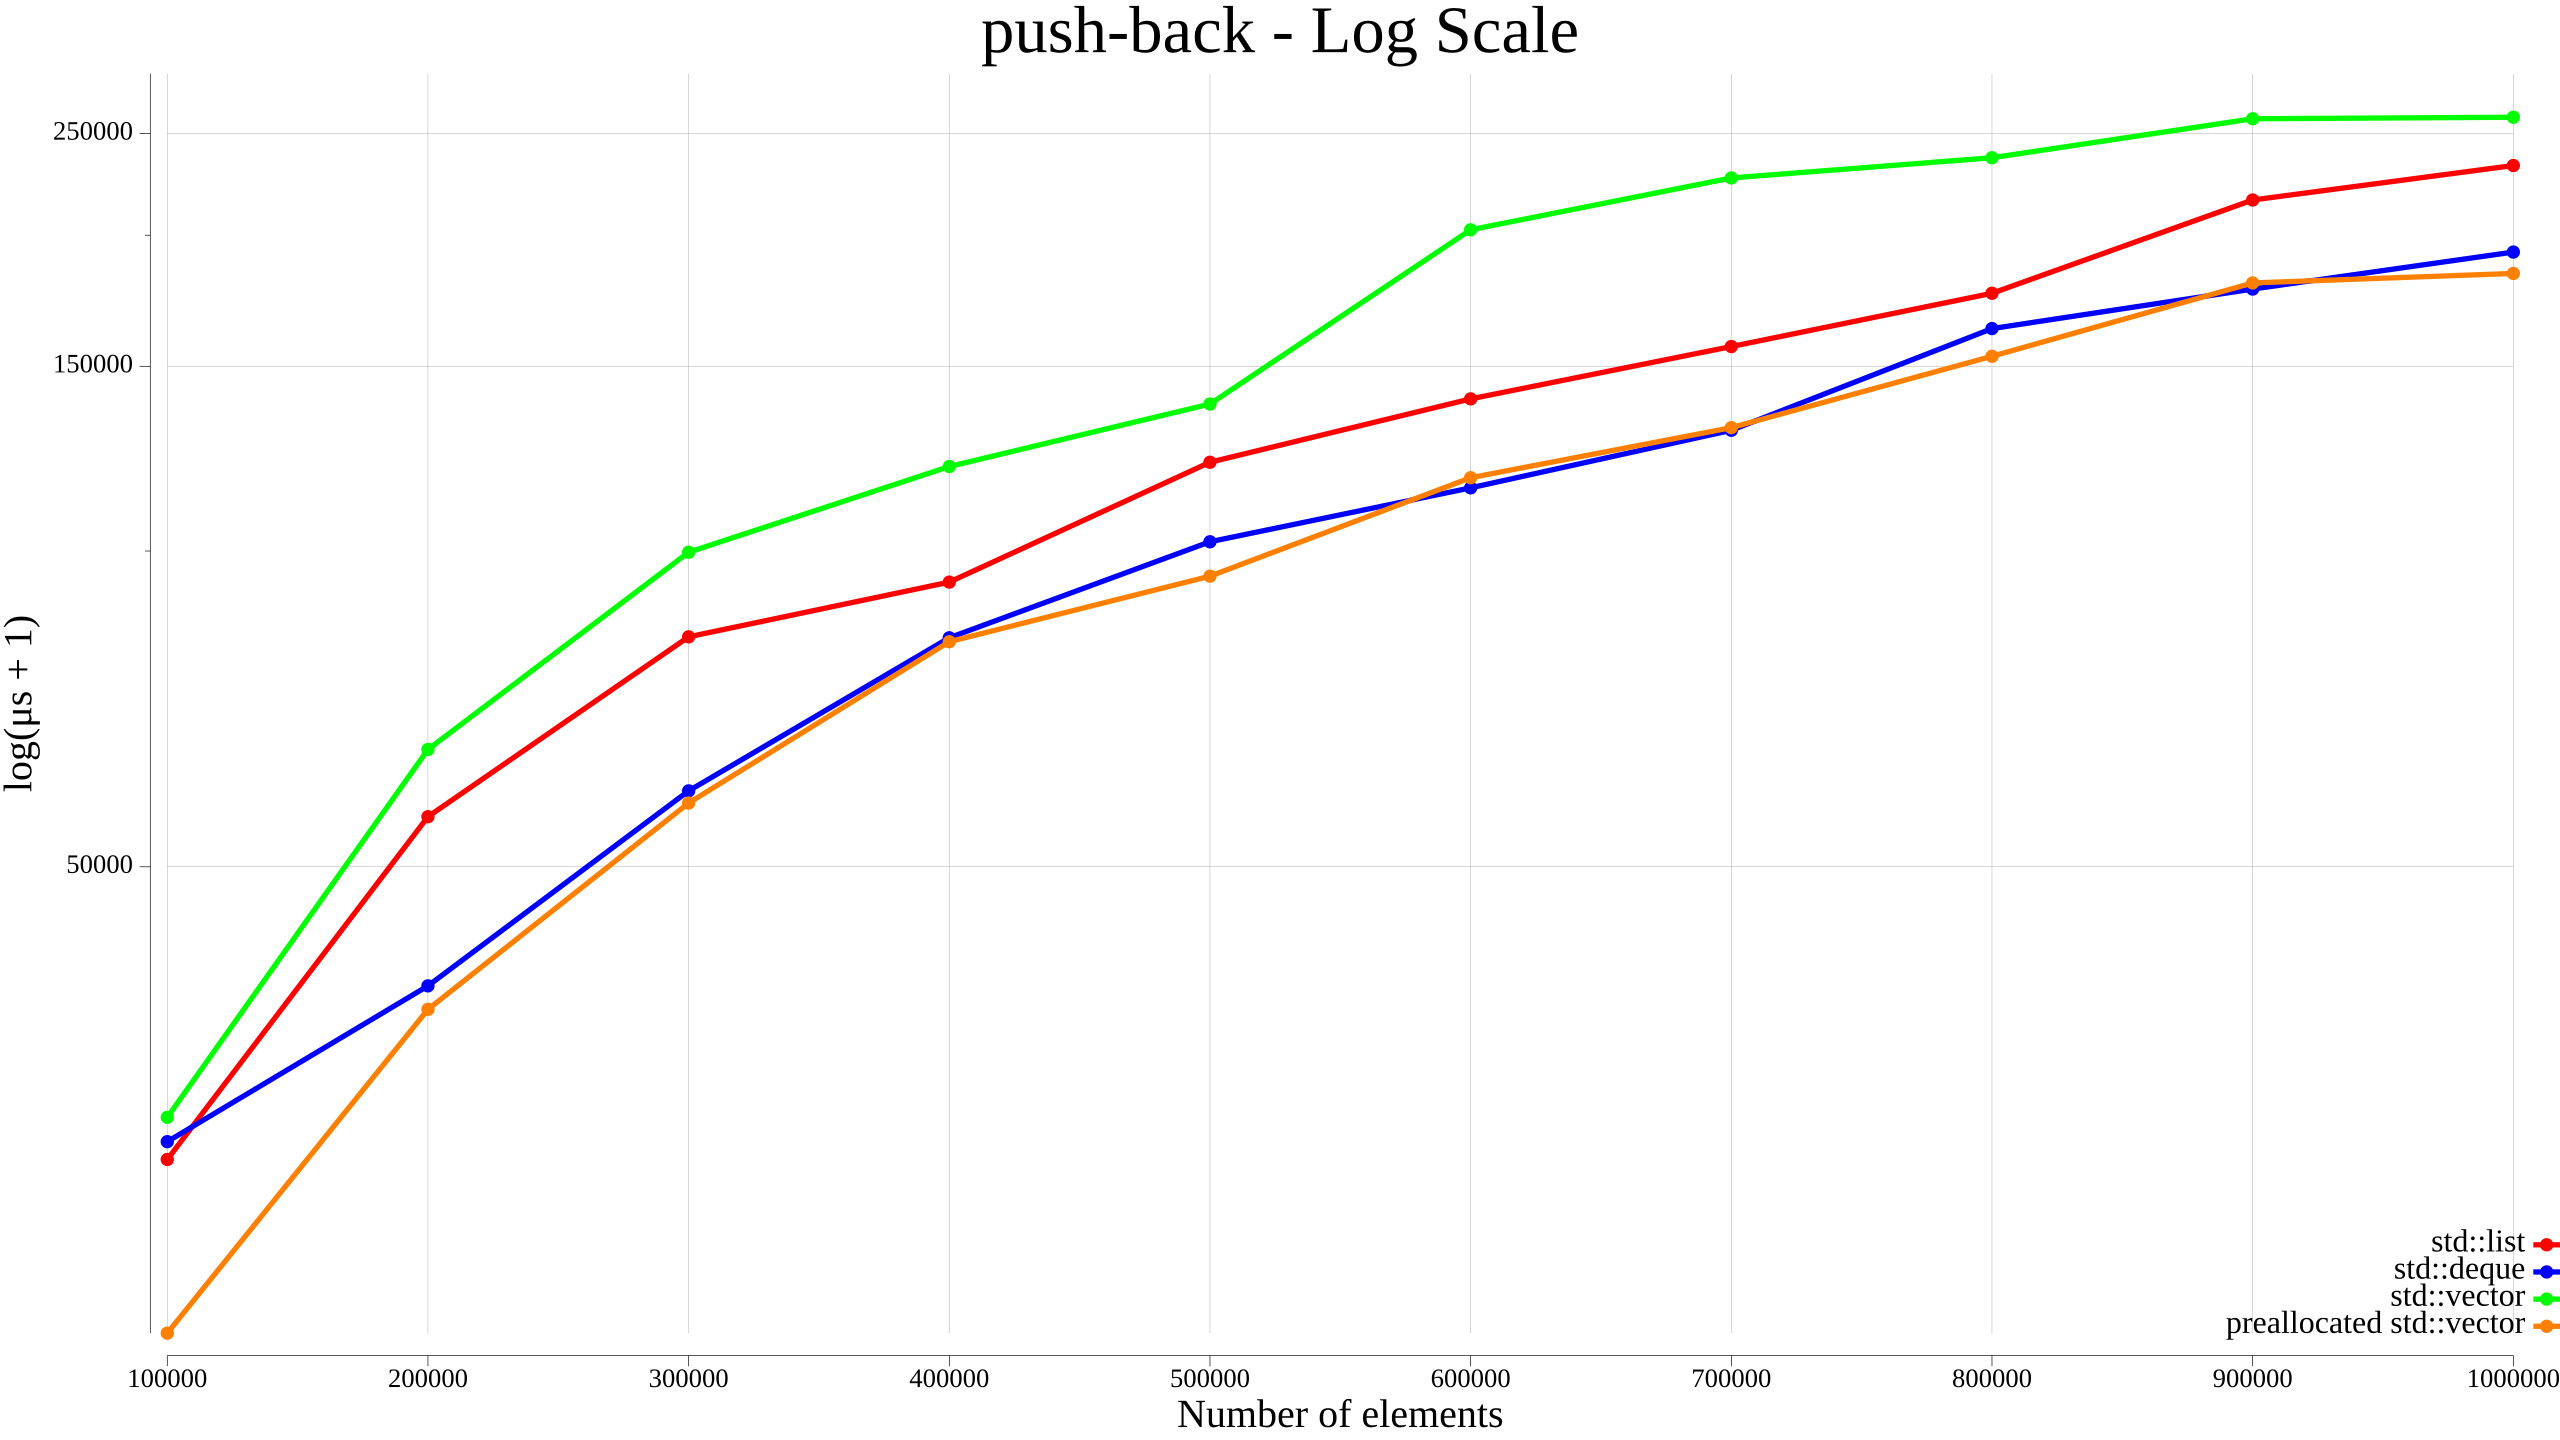 push-back - Log Scale
250000
150000
50000
log(μs + 1)
std::list
std::deque
std::vector
preallocated std::vector
100000 200000 300000 400000 500000 600000 700000 800000 900000 1000000
Number of elements